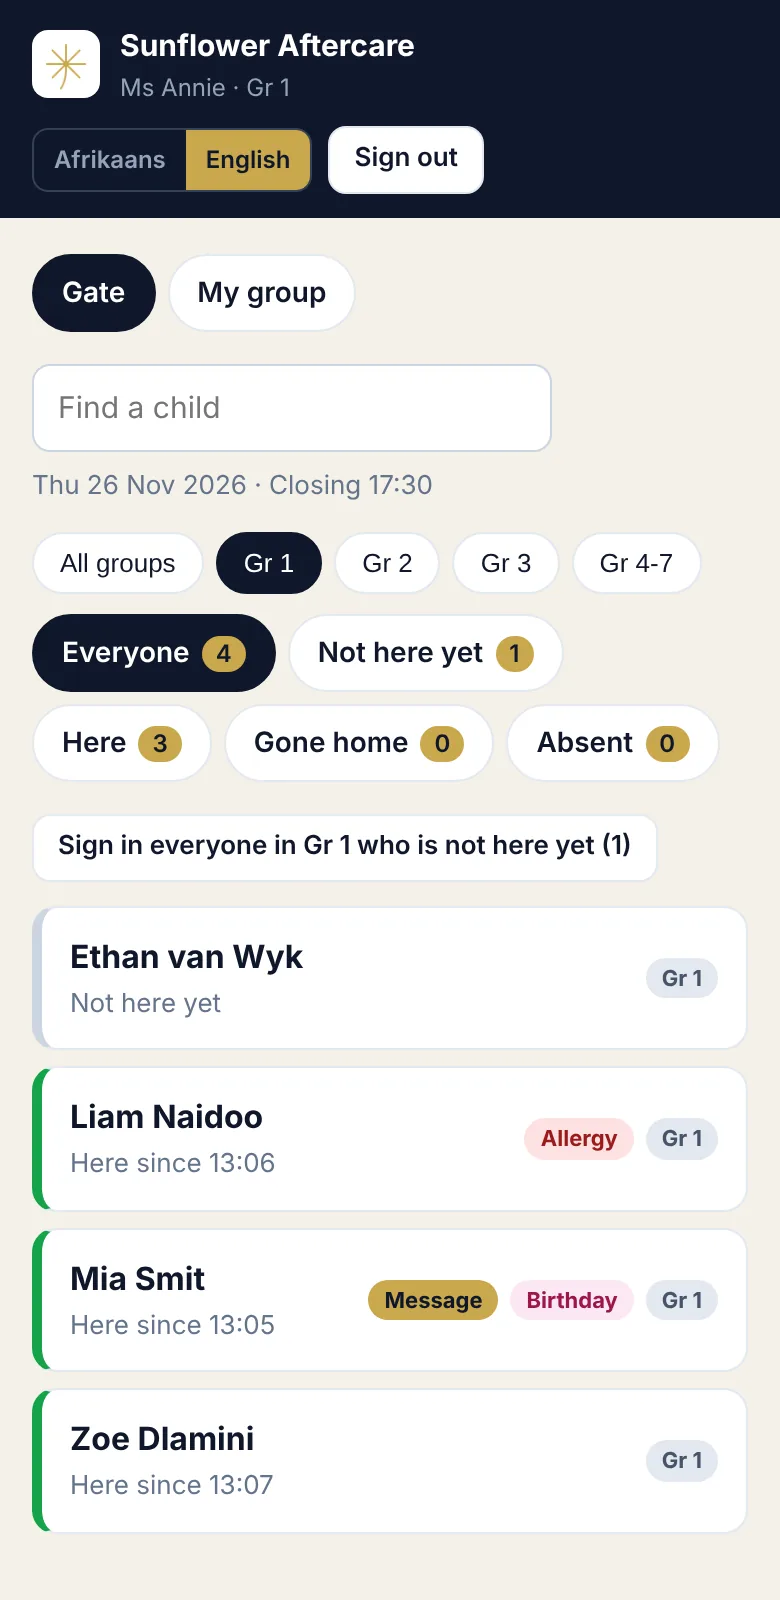 Sunflower Aftercare
Ms Annie · Gr 1
Afrikaans English Sign out
Gate My group
Find a child
Thu 26 Nov 2026 · Closing 17:30
All groups Gr 1 Gr 2 Gr 3 Gr 4-7
Everyone 4 Not here yet 1
Here 3 Gone home 0 Absent 0
Sign in everyone in Gr 1 who is not here yet (1)
Ethan van Wyk
Not here yet
Gr 1
Liam Naidoo
Here since 13:06
Allergy Gr 1
Mia Smit
Here since 13:05
Message Birthday Gr 1
Zoe Dlamini
Here since 13:07
Gr 1